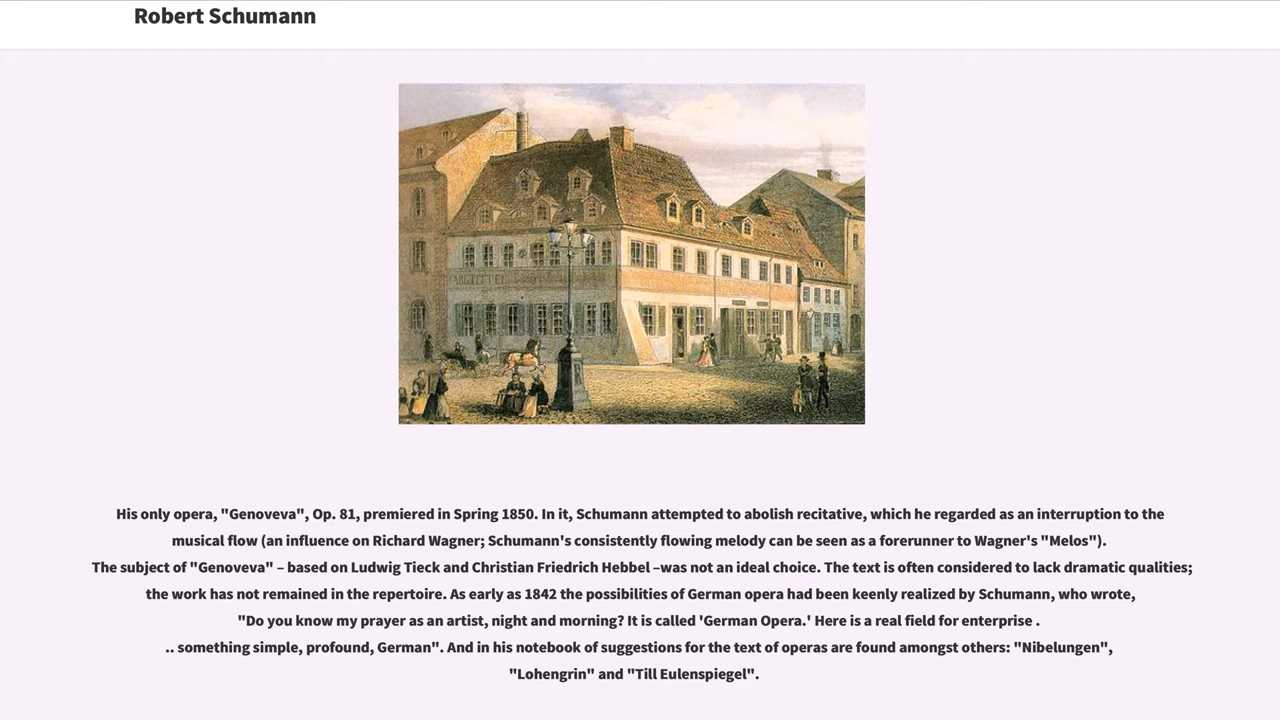 Robert Schumann
His only opera, "Genoveva", Op. 81, premiered in Spring 1850. In it, Schumann attempted to abolish recitative, which he regarded as an interruption to the
musical flow (an influence on Richard Wagner; Schumann's consistently flowing melody can be seen as a forerunner to Wagner's "Melos").
The subject of "Genoveva" – based on Ludwig Tieck and Christian Friedrich Hebbel –was not an ideal choice. The text is often considered to lack dramatic qualities;
the work has not remained in the repertoire. As early as 1842 the possibilities of German opera had been keenly realized by Schumann, who wrote,
"Do you know my prayer as an artist, night and morning? It is called 'German Opera.' Here is a real field for enterprise .
.. something simple, profound, German". And in his notebook of suggestions for the text of operas are found amongst others: "Nibelungen",
"Lohengrin" and "Till Eulenspiegel".